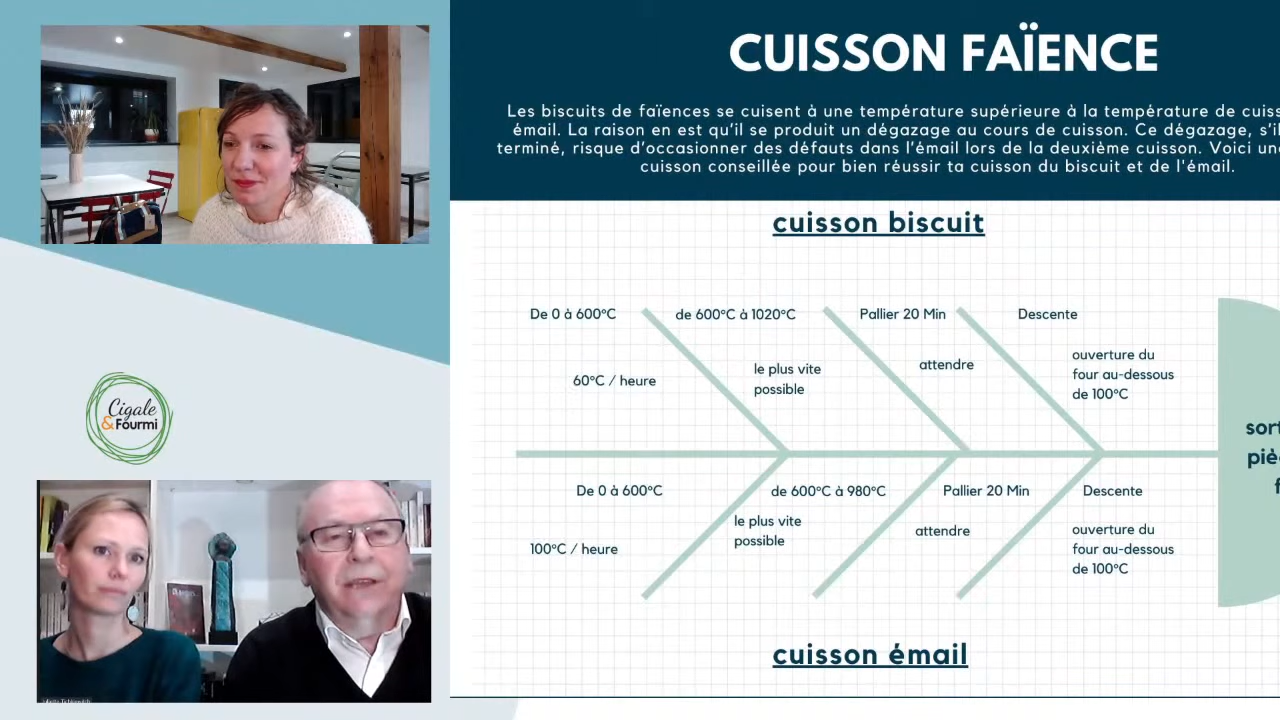 CUISSON FAÏENCE
Les biscuits de faïences se cuisent à une température supérieure à la température de
émail. La raison en est qu'il se produit un dégazage au cours de cuisson. Ce dégazage,
terminé, risque d'occasionner des défauts dans l'émail lors de la deuxième cuisson. Voici
cuisson conseillée pour bien réussir ta cuisson du biscuit et de l'émail.
cuisson biscuit
De 0 à 600°C
de 600°C à 1020°C
Pallier 20 Min
Descente
60°C / heure
le plus vite
possible
attendre
ouverture du
four au-dessous
de 100°C
Cigale
&Fourmi
De 0 à 600°C
de 600°C à 980°C
Pallier 20 Min
Descente
100°C / heure
le plus vite
possible
attendre
ouverture du
four au-dessous
de 100°C
cuisson émail